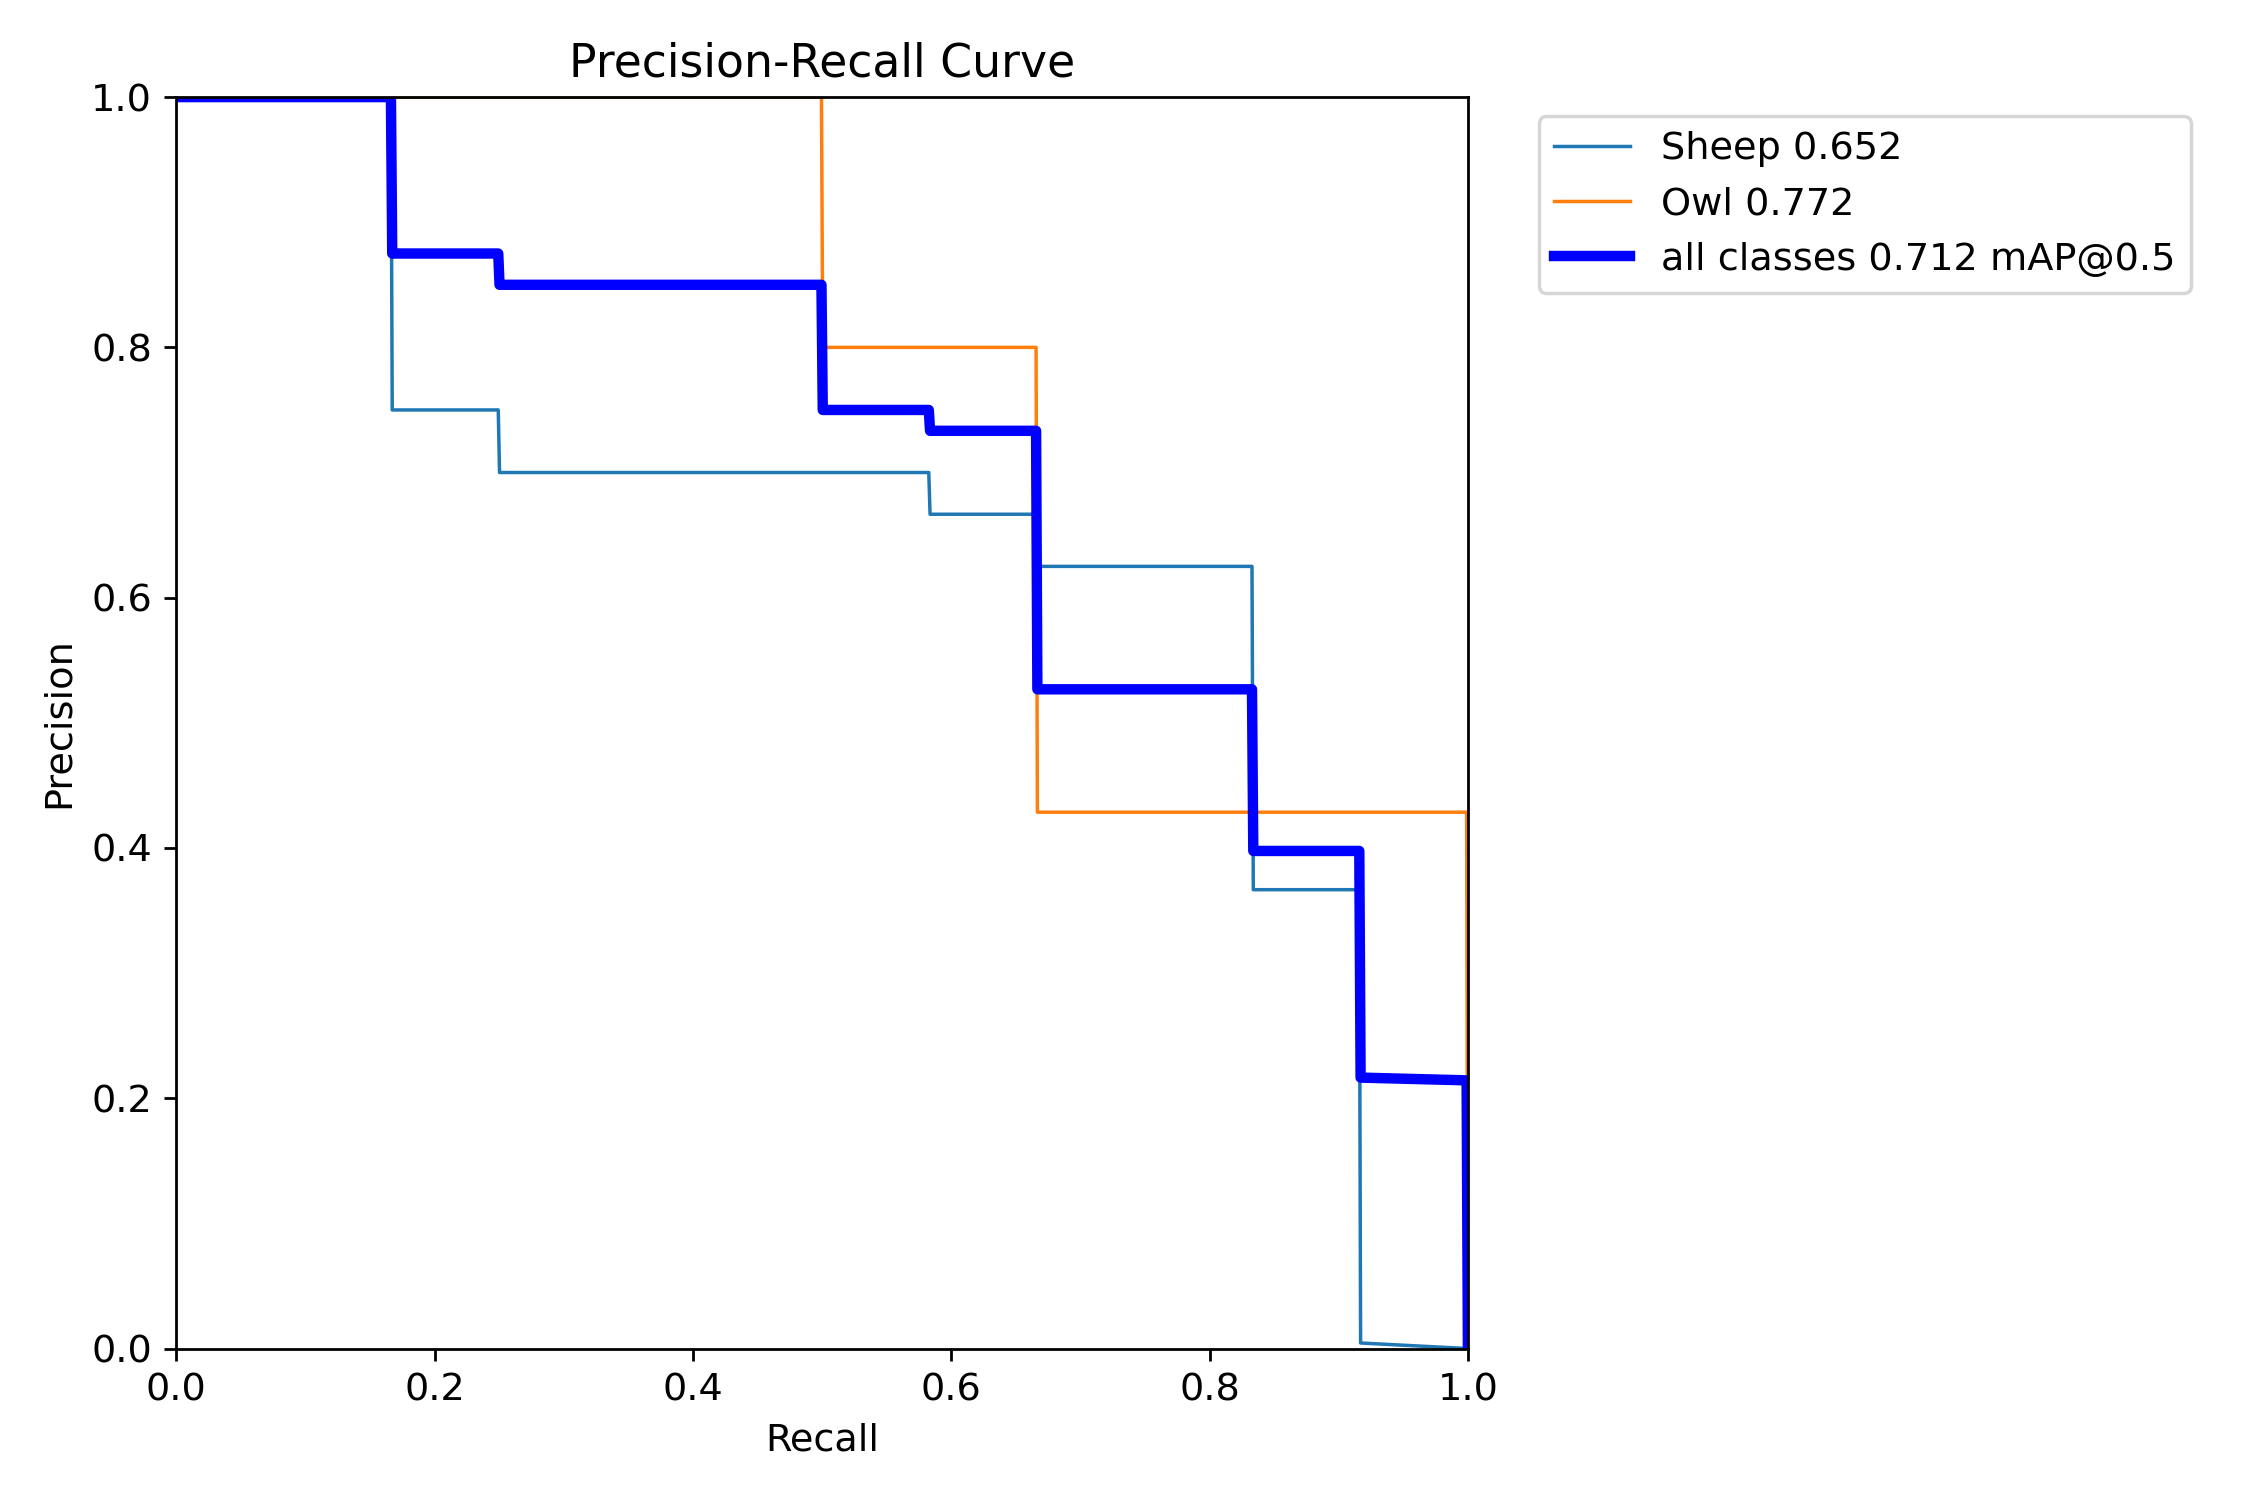 Precision-Recall Curve
1.0
0.8
0.6
0.4
0.2
0.0
Precision
0.0 0.2 0.4 0.6 0.8 1.0
Recall
Sheep 0.652
Owl 0.772
all classes 0.712 mAP@0.5